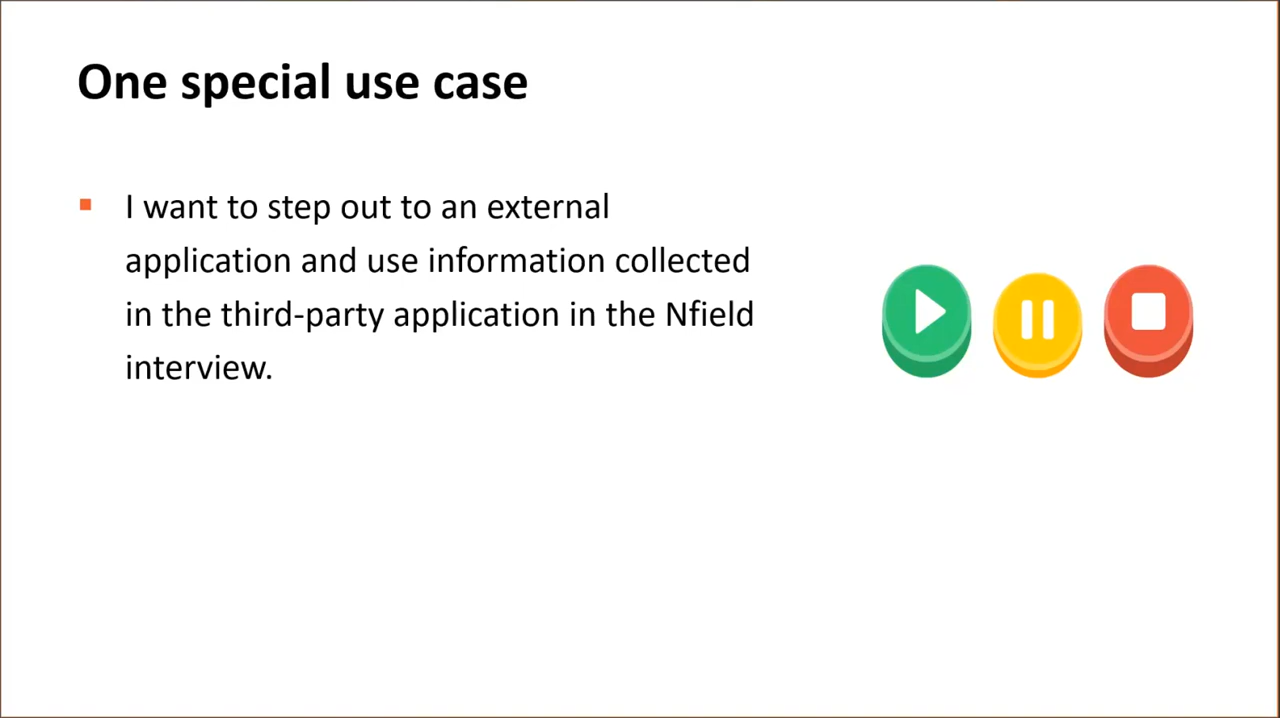 One special use case
I want to step out to an external
application and use information collected
in the third-party application in the Nfield
interview.